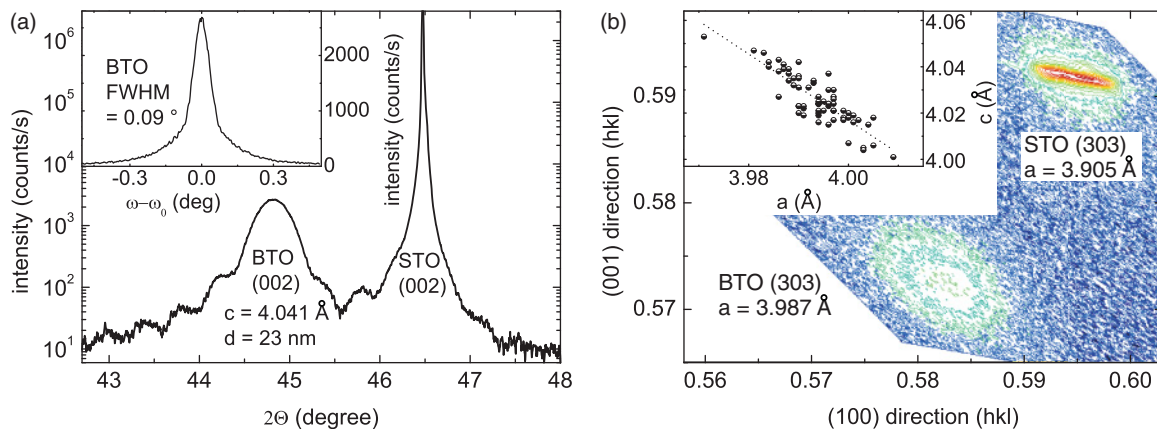 (a)
10⁶
10⁵
10⁴
10³
10²
10¹
intensity (counts/s)
BTO
FWHM
= 0.09 °
2000
1000
0
intensity (counts/s)
-0.3
0.0
0.3
ω−ω₀ (deg)
BTO
(002)
c = 4.041 Å
d = 23 nm
STO
(002)
43
44
45
46
47
48
2Θ (degree)
(b)
4.06
4.04
4.02
4.00
c (Å)
3.98
4.00
a (Å)
STO (303)
a = 3.905 Å
BTO (303)
a = 3.987 Å
0.59
0.58
0.57
(001) direction (hkl)
0.56
0.57
0.58
0.59
0.60
(100) direction (hkl)